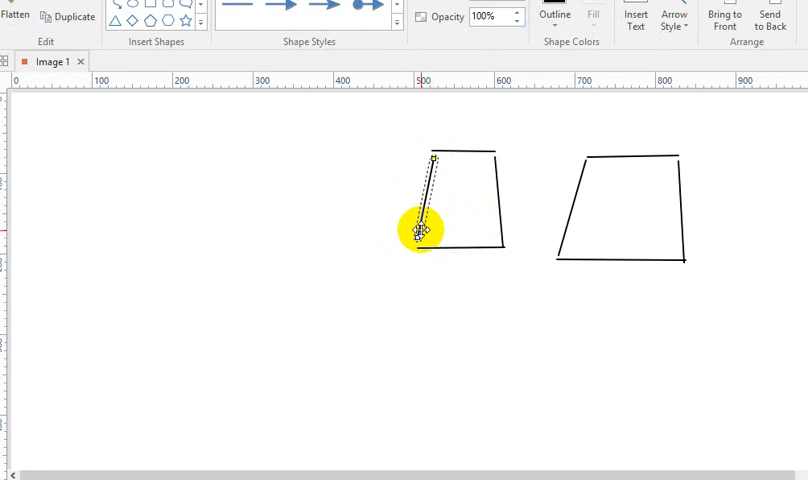 Flatten
Duplicate
Edit
Insert Shapes
Shape Styles
Opacity 100%
Outline Fill
Shape Colors
Insert Text
Arrow Style
Bring to Front
Send to Back
Arrange
Image 1
0 100 200 300 400 500 600 700 800 900